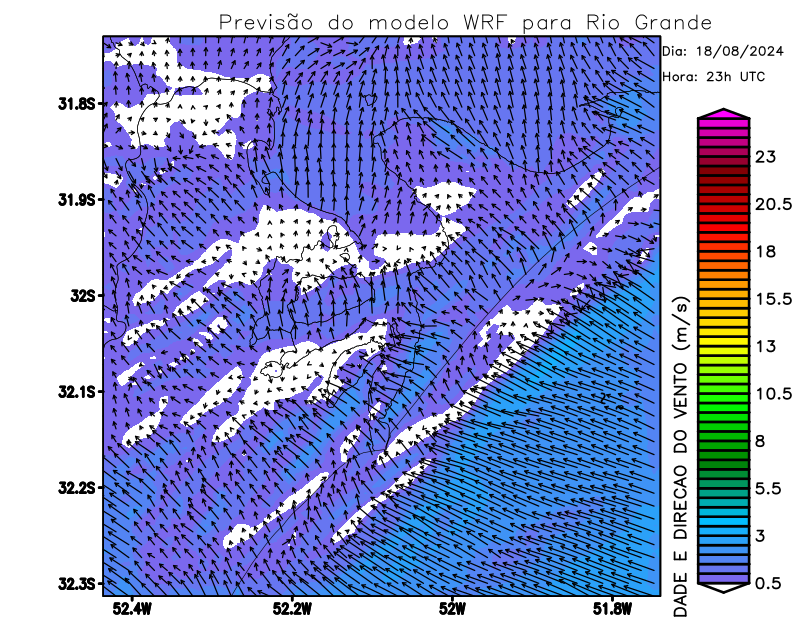 Previsão do modelo WRF para Rio Grande
Dia: 18/08/2024
Hora: 23h UTC
31.8S
31.9S
32S
32.1S
32.2S
32.3S
52.4W
52.2W
52W
51.8W
DADE E DIRECAO DO VENTO (m/s)
23
20.5
18
15.5
13
10.5
8
5.5
3
0.5